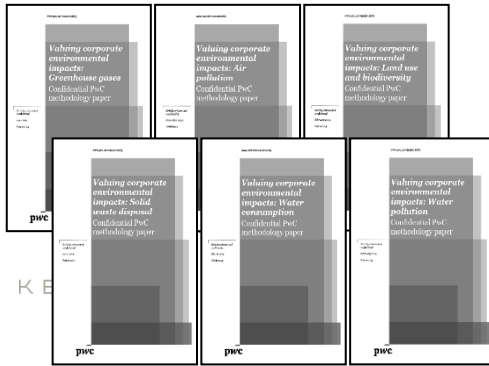 Valuing corporate
environmental
impacts:
Greenhouse gases
Confidential PwC
methodology paper
Valuing corporate
environmental
impacts: Air
pollution
Confidential PwC
methodology paper
Valuing corporate
environmental
impacts: Land use
and biodiversity
Confidential PwC
methodology paper
pwc
Valuing corporate
environmental
impacts: Solid
waste disposal
Confidential PwC
methodology paper
pwc
Valuing corporate
environmental
impacts: Water
consumption
Confidential PwC
methodology paper
pwc
Valuing corporate
environmental
impacts: Water
pollution
Confidential PwC
methodology paper
pwc